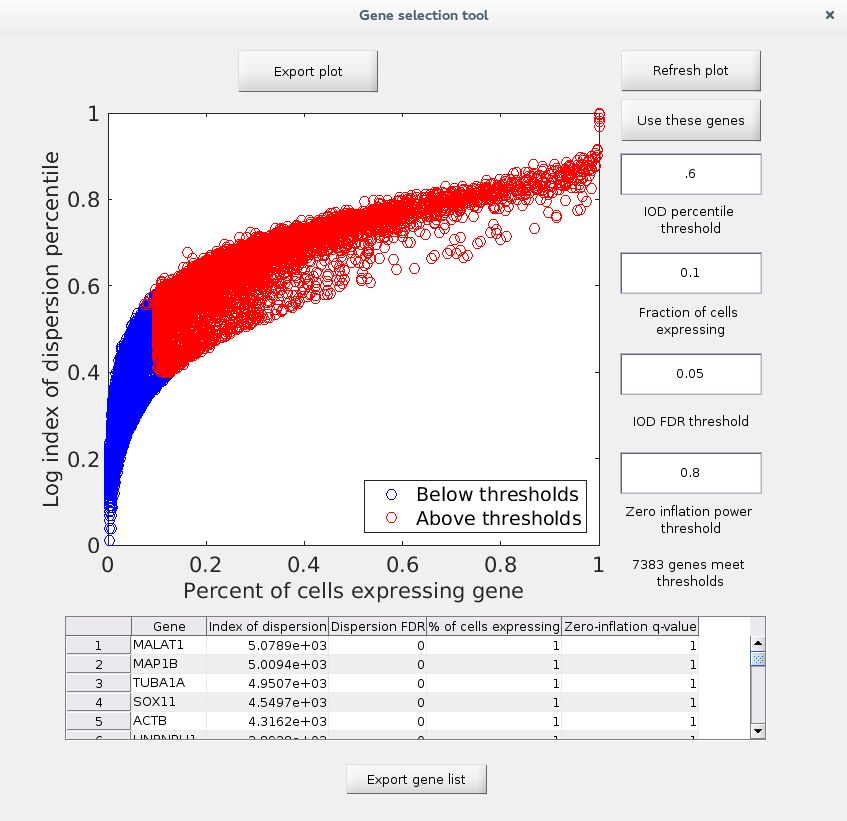 Gene selection tool
×
Export plot
Refresh plot
Use these genes
.6
IOD percentile
threshold
0.1
Fraction of cells
expressing
0.05
IOD FDR threshold
0.8
Zero inflation power
threshold
7383 genes meet
thresholds
Log index of dispersion percentile
1
0.8
0.6
0.4
0.2
0
Below thresholds
Above thresholds
0 0.2 0.4 0.6 0.8 1
Percent of cells expressing gene
Gene Index of dispersion Dispersion FDR % of cells expressing Zero-inflation q-value
1 MALAT1 5.0789e+03 0 1 1
2 MAP1B 5.0094e+03 0 1 1
3 TUBA1A 4.9507e+03 0 1 1
4 SOX11 4.5497e+03 0 1 1
5 ACTB 4.3162e+03 0 1 1
Export gene list